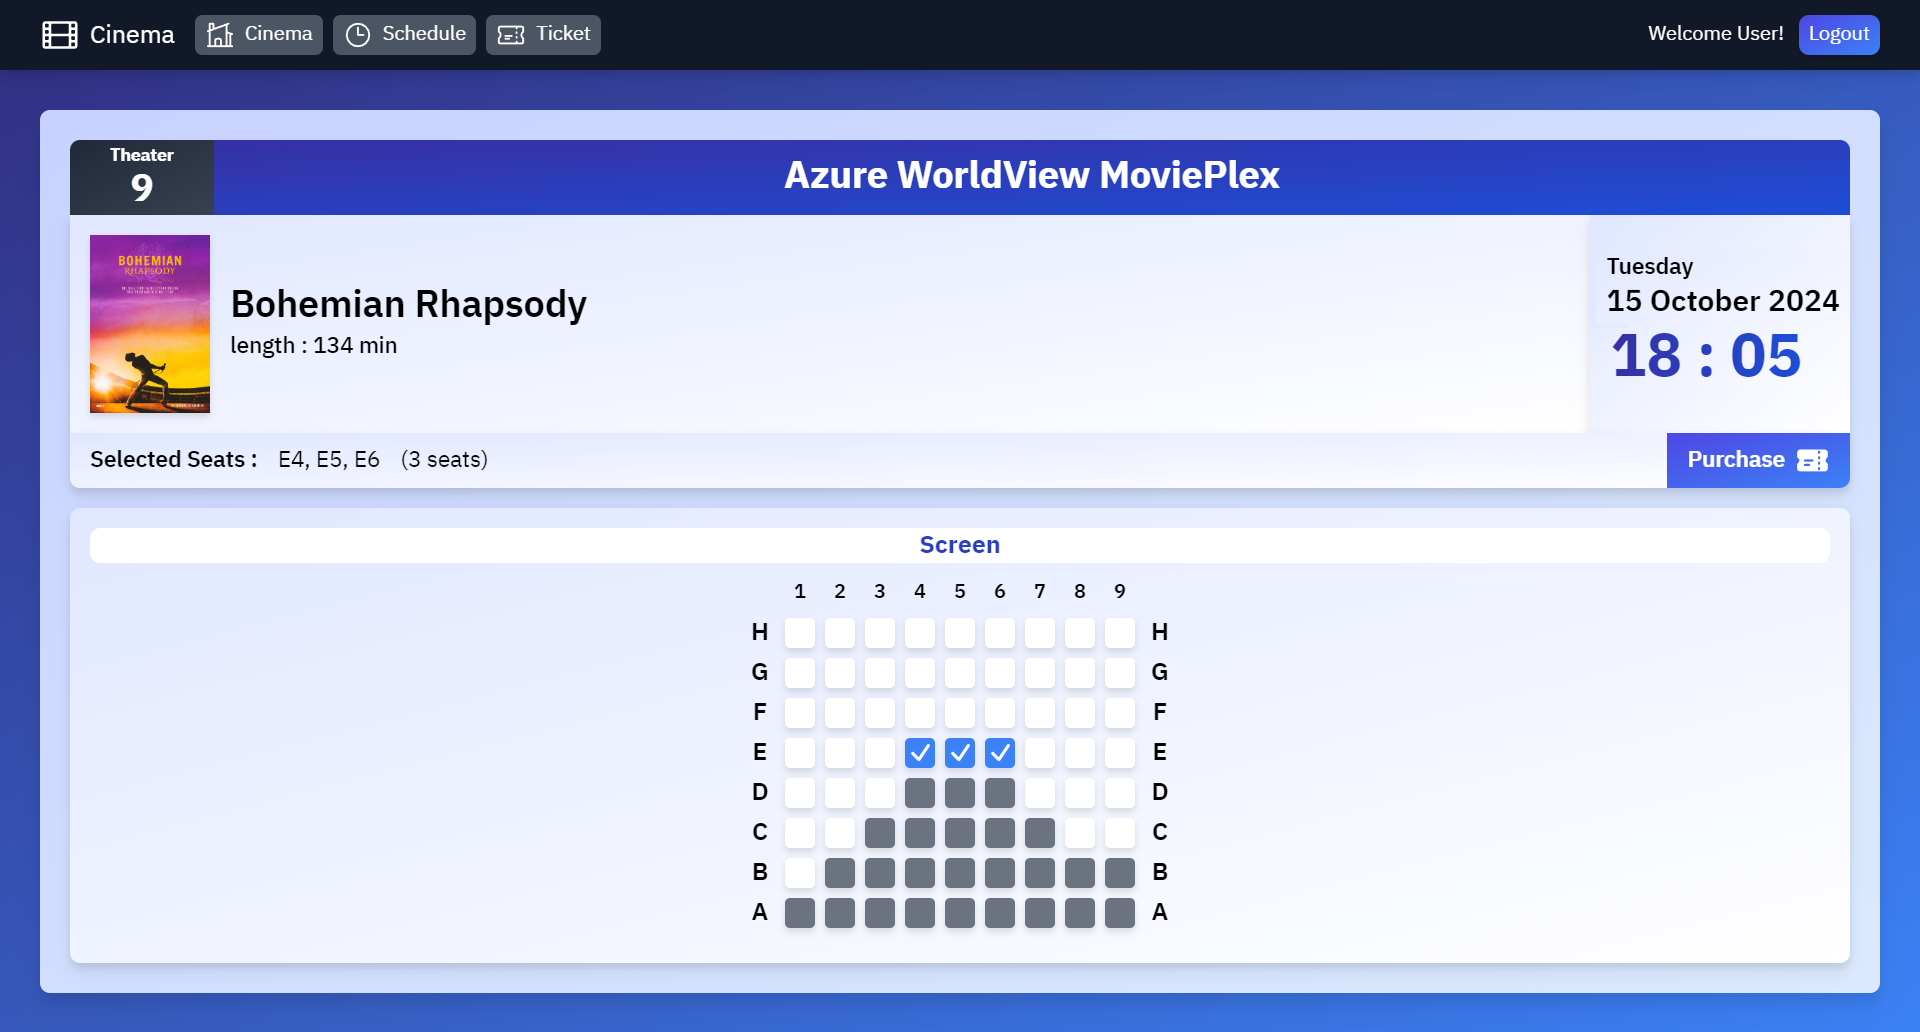 Cinema
Cinema
Schedule
Ticket
Welcome User!
Logout
Theater
9
Azure WorldView MoviePlex
BOHEMIAN
RHAPSODY
Bohemian Rhapsody
length : 134 min
Tuesday
15 October 2024
18 : 05
Selected Seats : E4, E5, E6 (3 seats)
Purchase
Screen
1 2 3 4 5 6 7 8 9
H H
G G
F F
E E
D D
C C
B B
A A